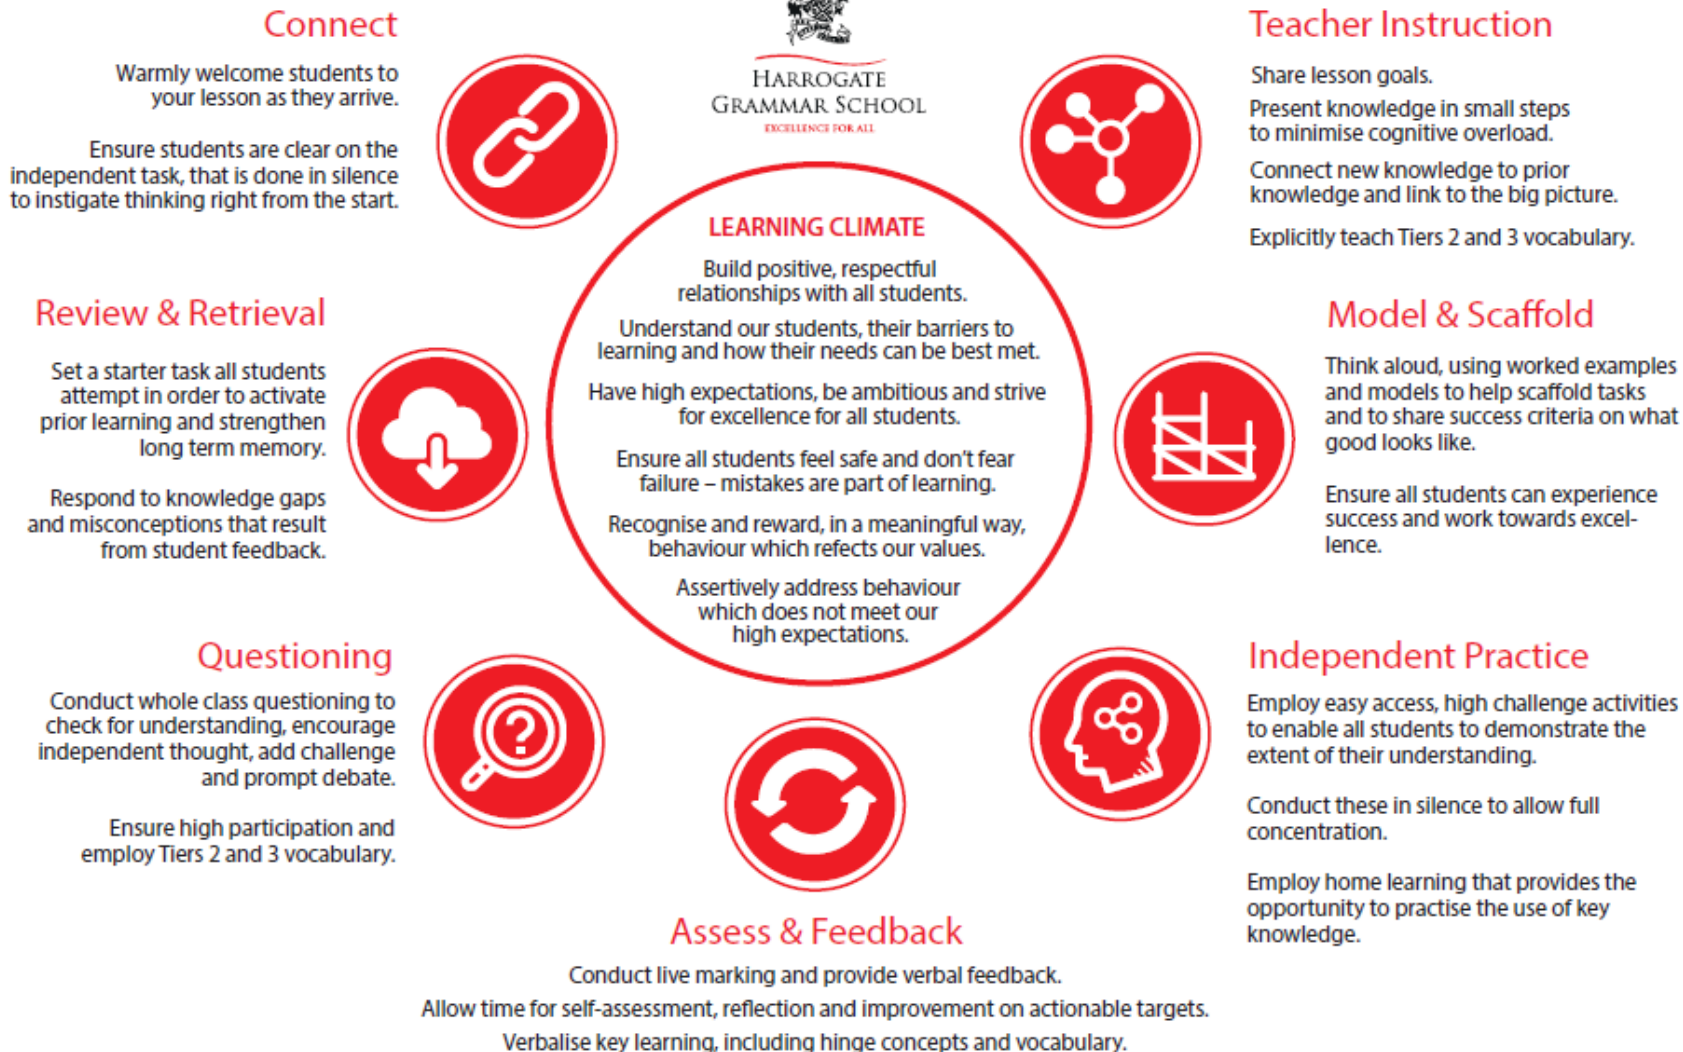 Connect
Warmly welcome students to
your lesson as they arrive.
Ensure students are clear on the
independent task, that is done in silence
to instigate thinking right from the start.
Review & Retrieval
Set a starter task all students
attempt in order to activate
prior learning and strengthen
long term memory.
Respond to knowledge gaps
and misconceptions that result
from student feedback.
Questioning
Conduct whole class questioning to
check for understanding, encourage
independent thought, add challenge
and prompt debate.
Ensure high participation and
employ Tiers 2 and 3 vocabulary.
HARROGATE
GRAMMAR SCHOOL
EXCELLENCE FOR ALL
LEARNING CLIMATE
Build positive, respectful
relationships with all students.
Understand our students, their barriers to
learning and how their needs can be best met.
Have high expectations, be ambitious and strive
for excellence for all students.
Ensure all students feel safe and don't fear
failure – mistakes are part of learning.
Recognise and reward, in a meaningful way,
behaviour which refects our values.
Assertively address behaviour
which does not meet our
high expectations.
?
Assess & Feedback
Conduct live marking and provide verbal feedback.
Allow time for self-assessment, reflection and improvement on actionable targets.
Verbalise key learning, including hinge concepts and vocabulary.
Teacher Instruction
Share lesson goals.
Present knowledge in small steps
to minimise cognitive overload.
Connect new knowledge to prior
knowledge and link to the big picture.
Explicitly teach Tiers 2 and 3 vocabulary.
Model & Scaffold
Think aloud, using worked examples
and models to help scaffold tasks
and to share success criteria on what
good looks like.
Ensure all students can experience
success and work towards excel-
lence.
Independent Practice
Employ easy access, high challenge activities
to enable all students to demonstrate the
extent of their understanding.
Conduct these in silence to allow full
concentration.
Employ home learning that provides the
opportunity to practise the use of key
knowledge.